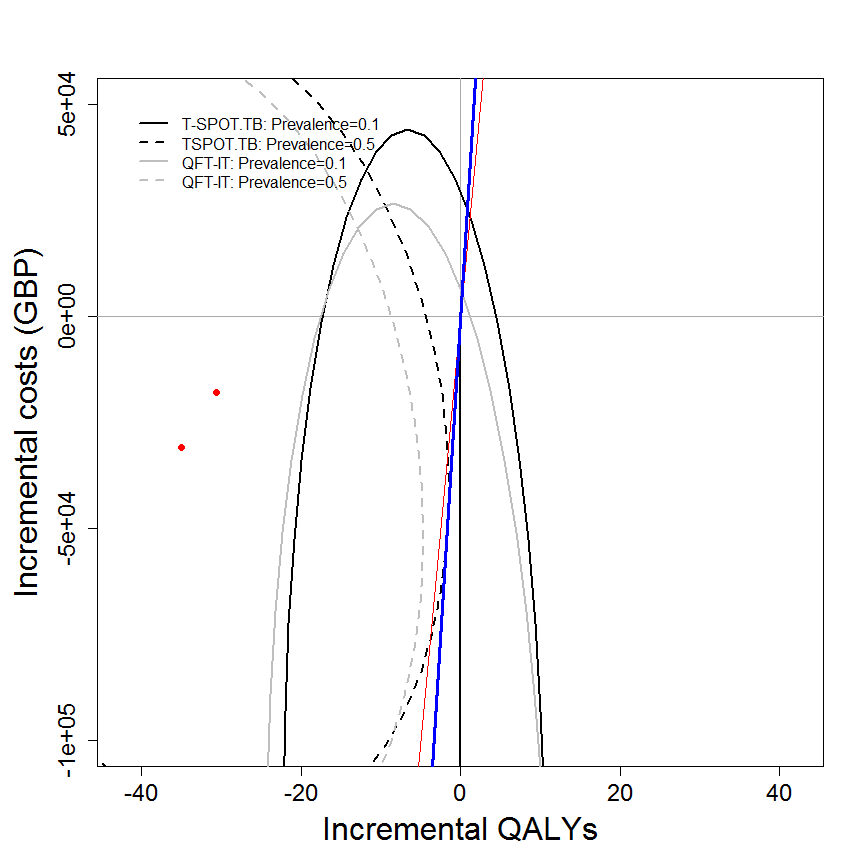 T-SPOT.TB: Prevalence=0.1
TSPOT.TB: Prevalence=0.5
QFT-IT: Prevalence=0.1
QFT-IT: Prevalence=0.5
Incremental costs (GBP)
5e+04
0e+00
-5e+04
-1e+05
-40 -20 0 20 40
Incremental QALYs